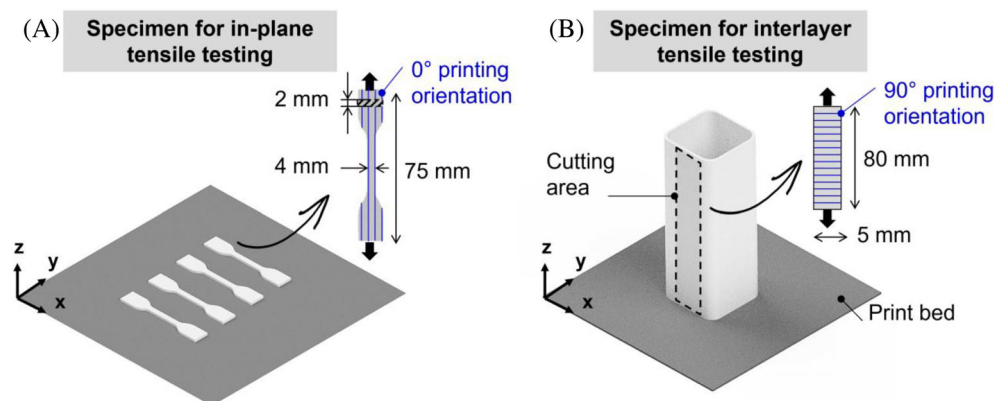 (A)
Specimen for in-plane
tensile testing
0° printing
orientation
2 mm
4 mm
75 mm
z
y
x
(B)
Specimen for interlayer
tensile testing
90° printing
orientation
Cutting
area
80 mm
5 mm
z
y
x
Print bed